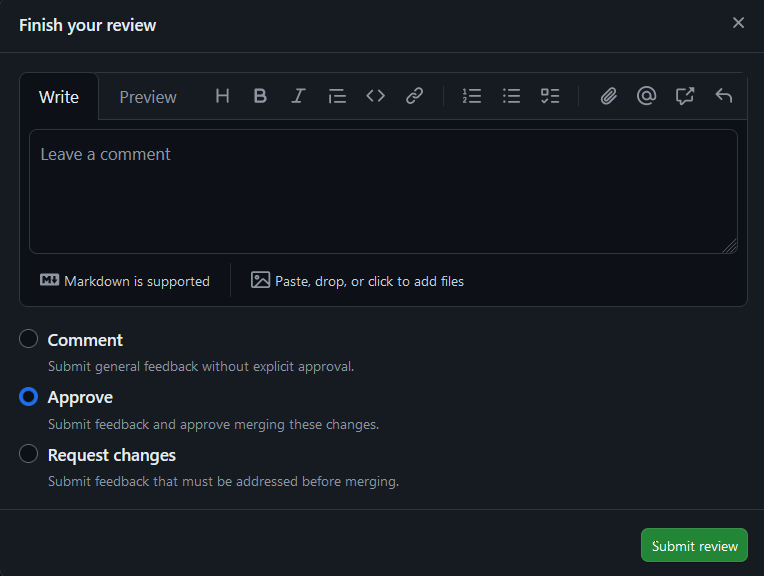 Finish your review
Write Preview H B I
Leave a comment
Markdown is supported Paste, drop, or click to add files
Comment
Submit general feedback without explicit approval.
Approve
Submit feedback and approve merging these changes.
Request changes
Submit feedback that must be addressed before merging.
Submit review